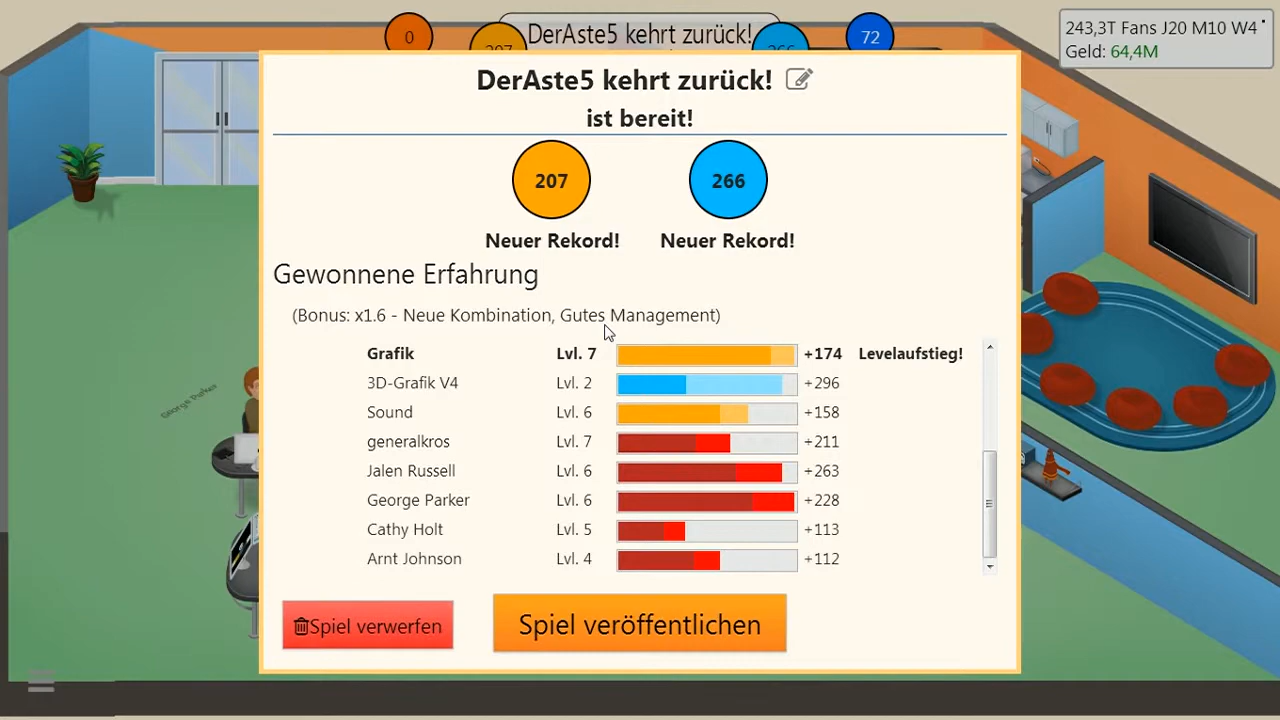 0
DerAste5 kehrt zurück!
72
243,3T Fans J20 M10 W4
Geld: 64,4M
DerAste5 kehrt zurück!
ist bereit!
207
266
Neuer Rekord!
Neuer Rekord!
Gewonnene Erfahrung
(Bonus: x1.6 - Neue Kombination, Gutes Management)
Grafik Lvl. 7 +174 Levelaufstieg!
3D-Grafik V4 Lvl. 2 +296
Sound Lvl. 6 +158
generalkros Lvl. 7 +211
Jalen Russell Lvl. 6 +263
George Parker Lvl. 6 +228
Cathy Holt Lvl. 5 +113
Arnt Johnson Lvl. 4 +112
George Parker
Spiel verwerfen
Spiel veröffentlichen